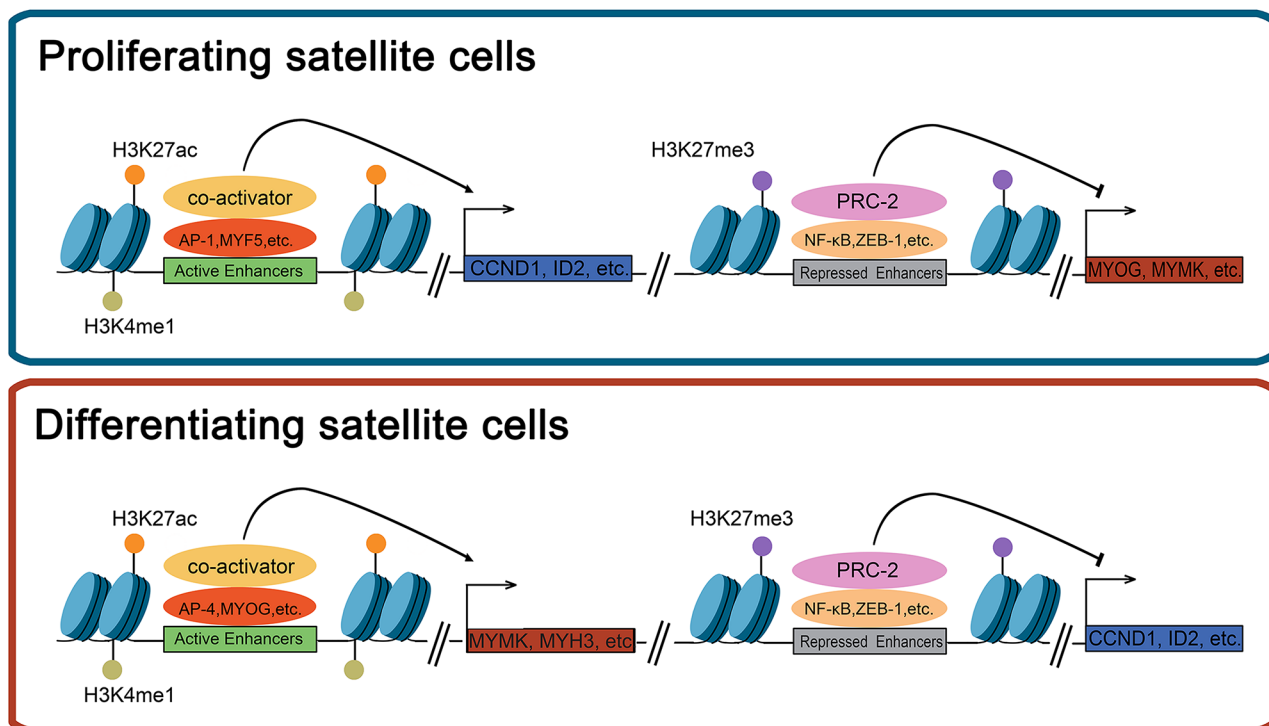 Proliferating satellite cells
H3K27ac
H3K27me3
co-activator
PRC-2
AP-1,MYF5,etc.
NF-κB,ZEB-1,etc.
Active Enhancers
CCND1, ID2, etc.
Repressed Enhancers
MYOG, MYMK, etc.
H3K4me1
Differentiating satellite cells
H3K27ac
H3K27me3
co-activator
PRC-2
AP-4,MYOG,etc.
NF-κB,ZEB-1,etc.
Active Enhancers
MYMK, MYH3, etc
Repressed Enhancers
CCND1, ID2, etc.
H3K4me1